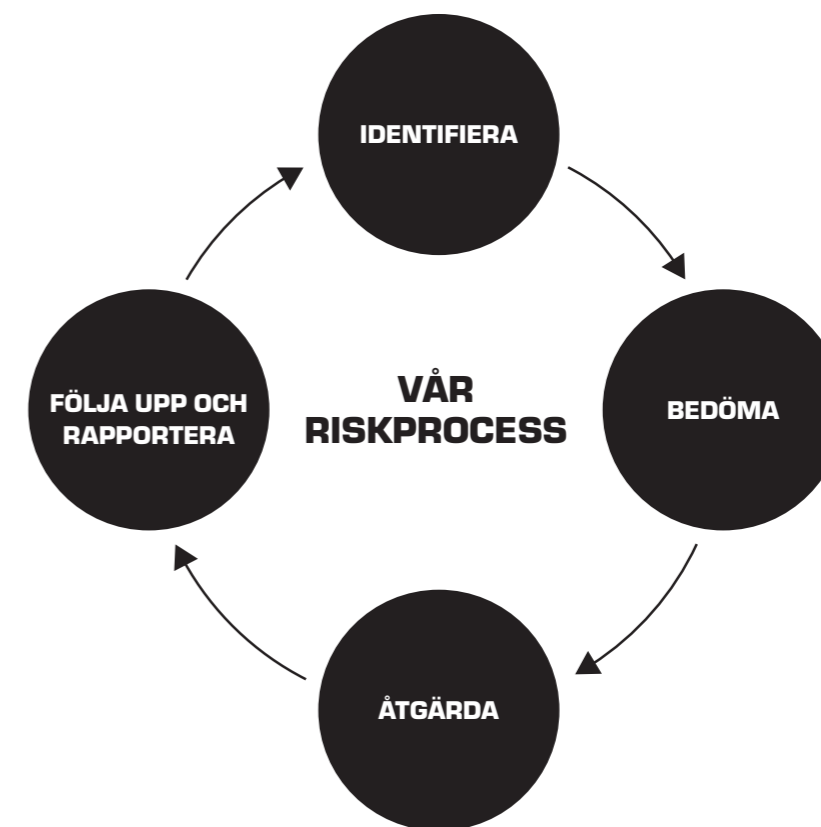 IDENTIFIERA
BEDÖMA
ÅTGÄRDA
FÖLJA UPP OCH
RAPPORTERA
VÅR
RISKPROCESS